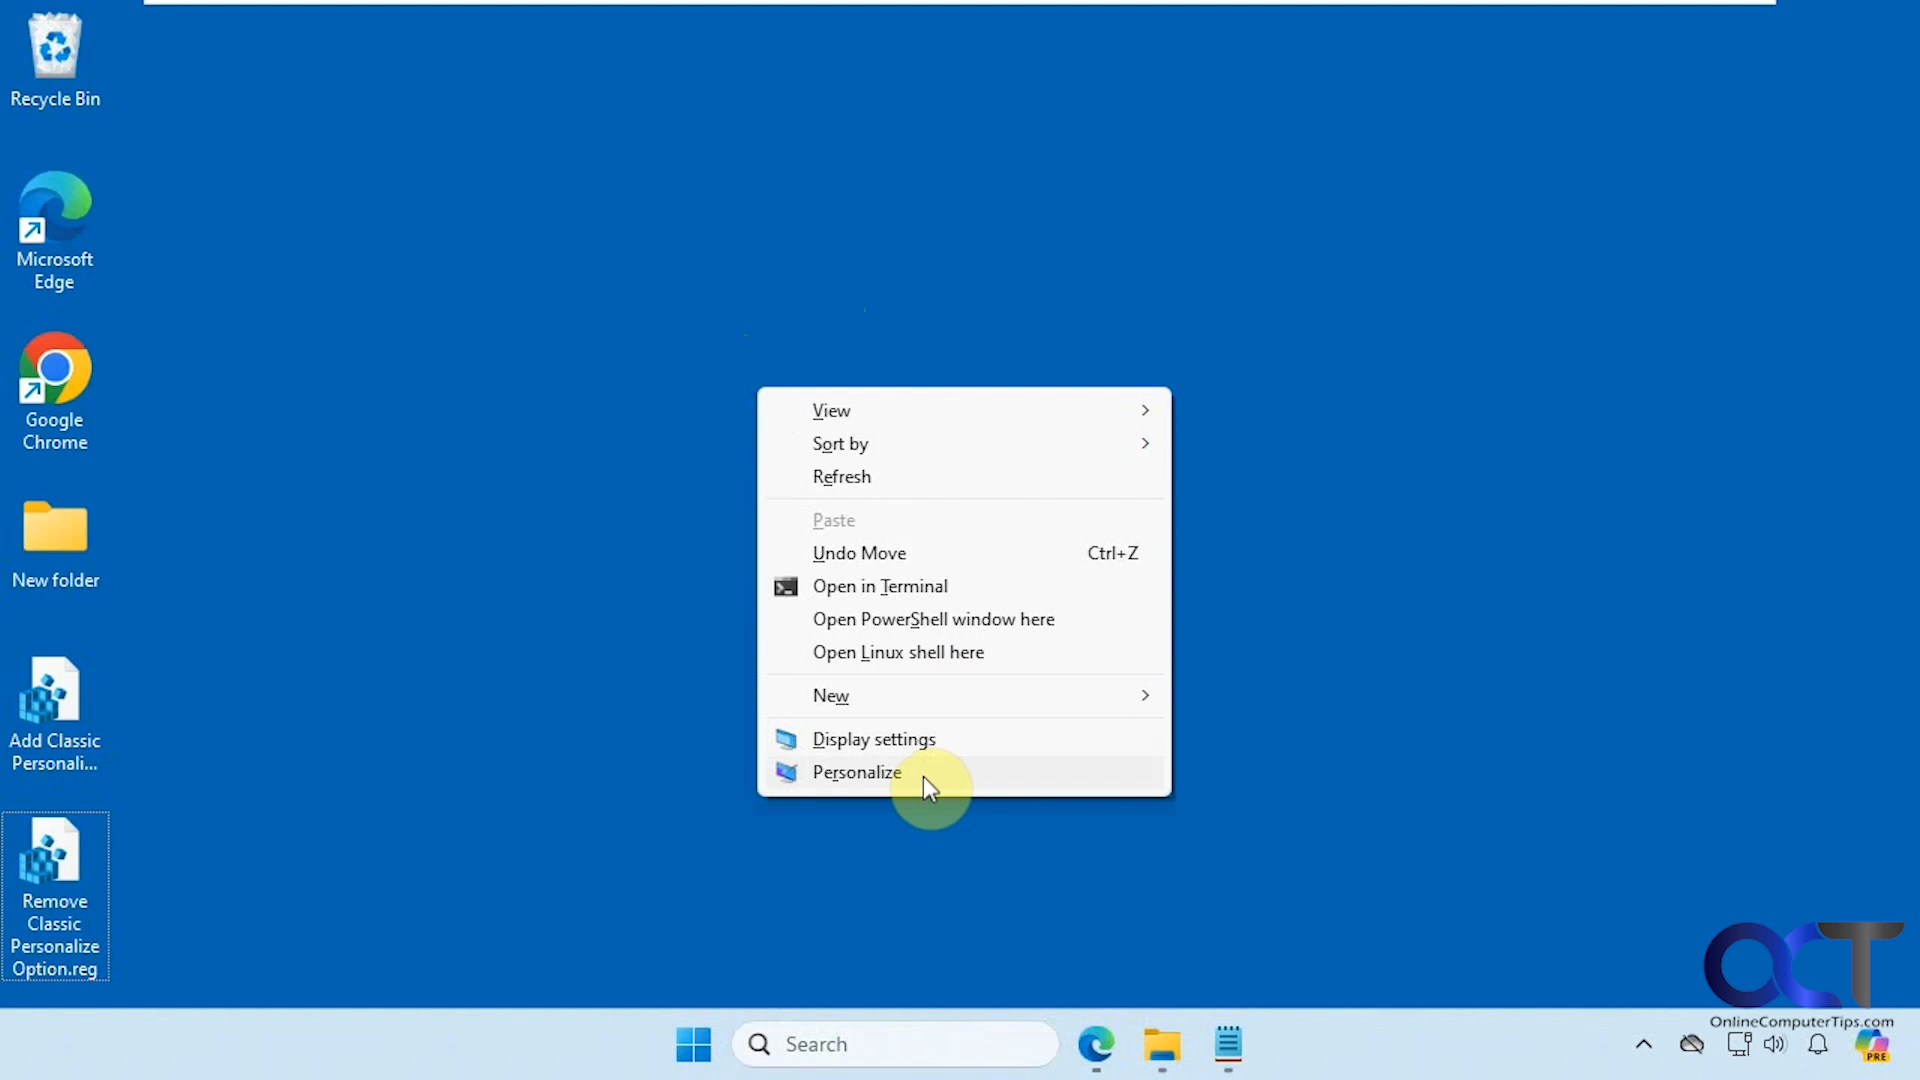 Recycle Bin
Microsoft
Edge
Google
Chrome
New folder
Add Classic
Personali...
Remove
Classic
Personalize
Option.reg
View
Sort by
Refresh
Paste
Undo Move Ctrl+Z
Open in Terminal
Open PowerShell window here
Open Linux shell here
New
Display settings
Personalize
OCT
OnlineComputerTips.com
Search
PRE